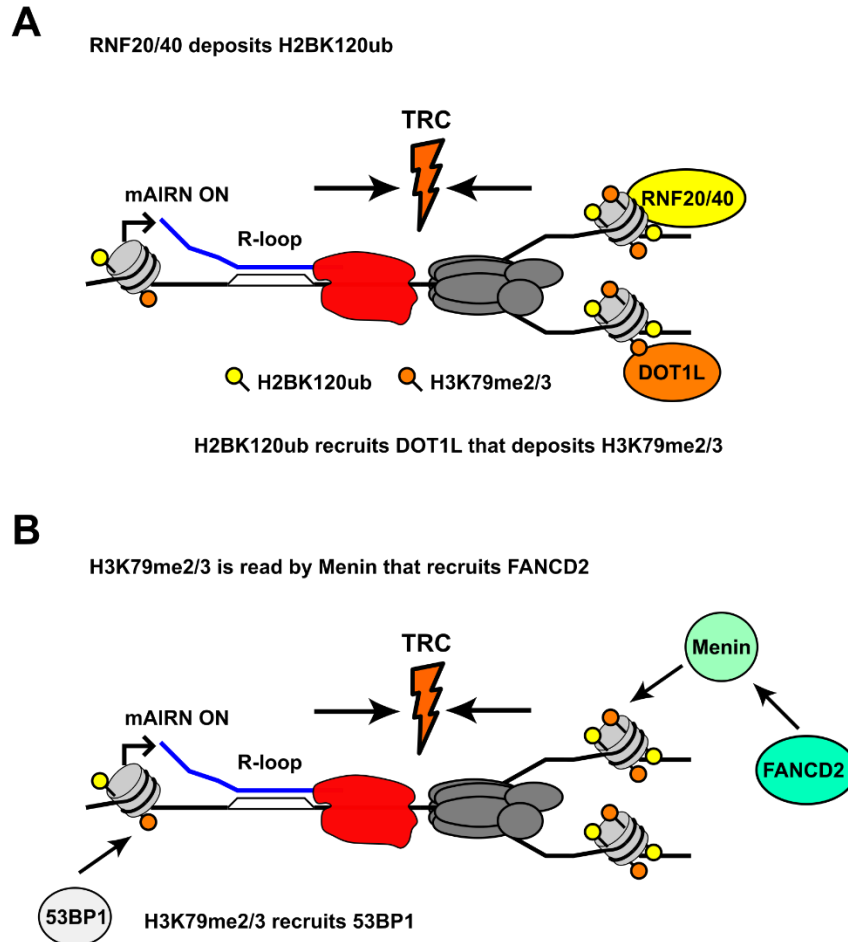 A
RNF20/40 deposits H2BK120ub
TRC
mAIRN ON
RNF20/40
R-loop
DOT1L
H2BK120ub
H3K79me2/3
H2BK120ub recruits DOT1L that deposits H3K79me2/3
B
H3K79me2/3 is read by Menin that recruits FANCD2
TRC
Menin
mAIRN ON
R-loop
FANCD2
53BP1
H3K79me2/3 recruits 53BP1